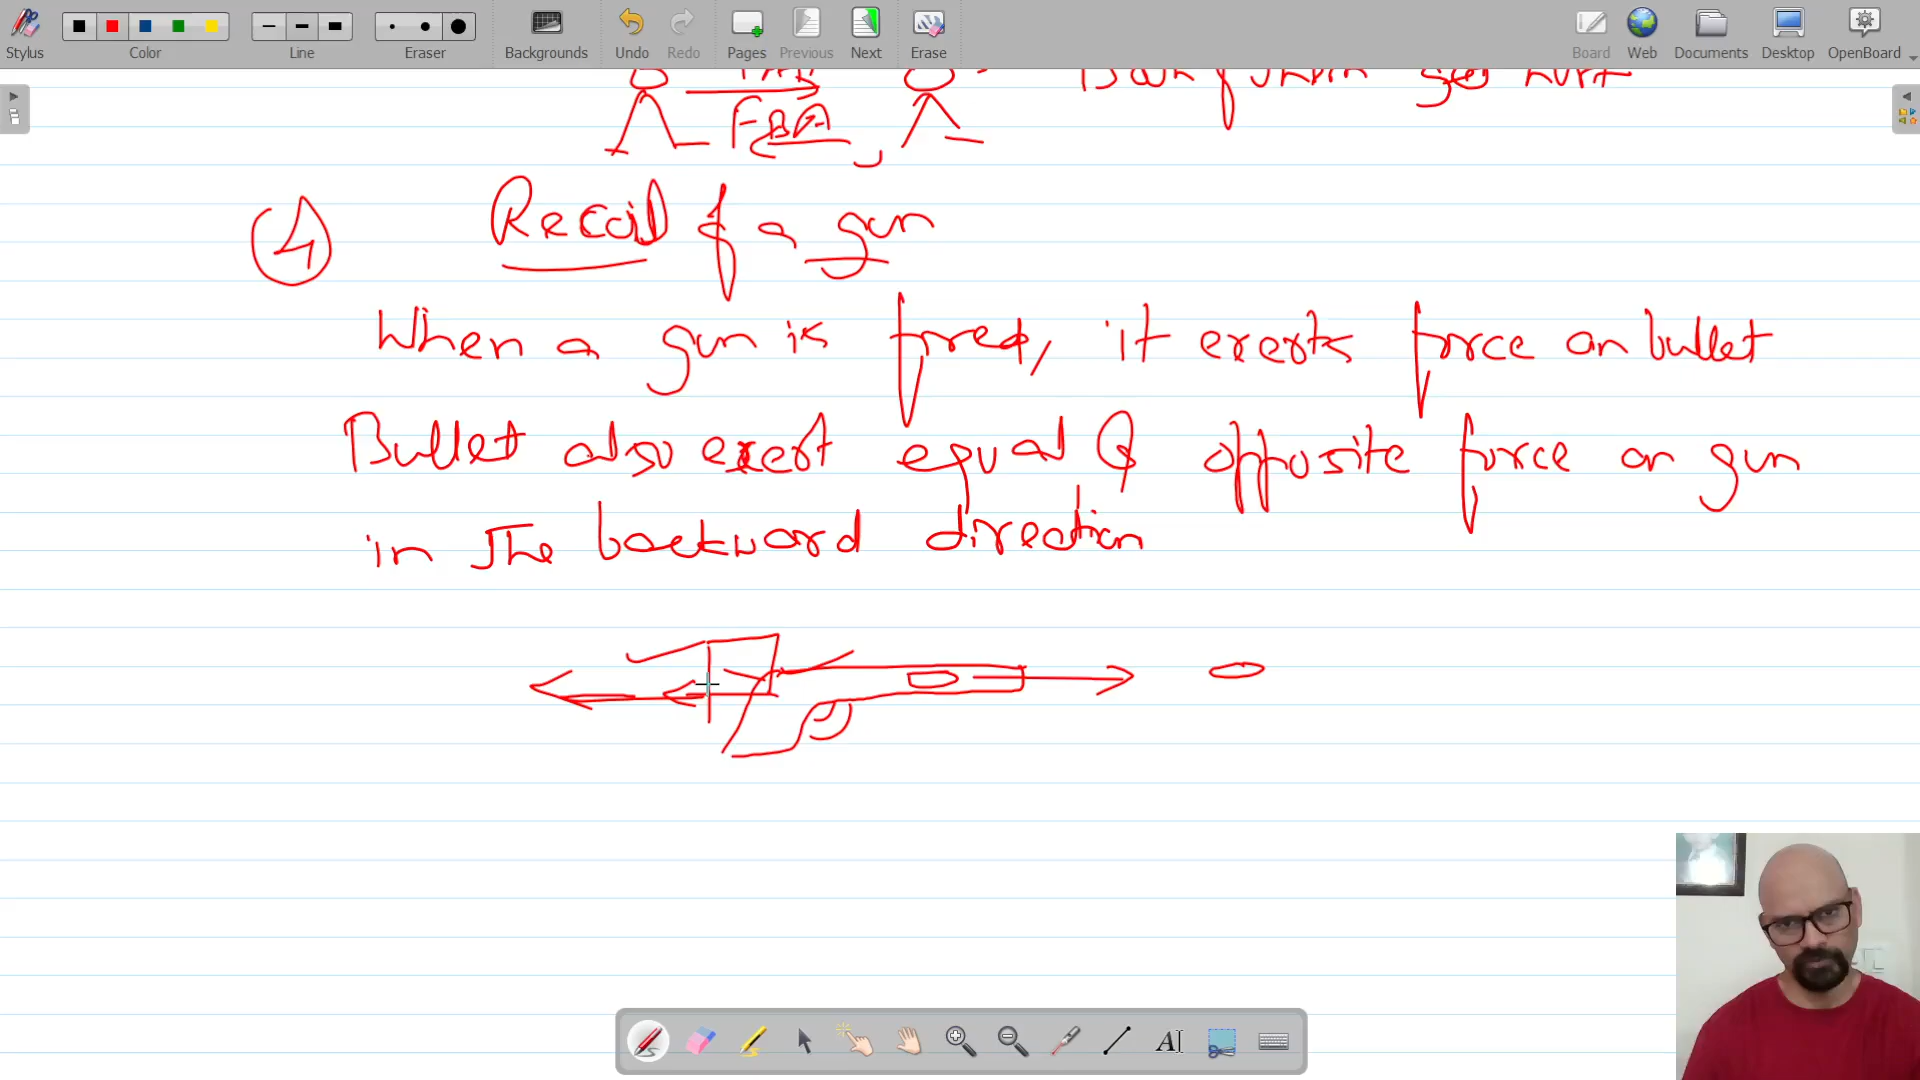 Stylus Color Line Eraser Backgrounds Undo Redo Pages Previous Next Erase Board Web Documents Desktop OpenBoard
FBA
4 Recoil of a gun
When a gun is fired, it exerts force on bullet
Bullet also exert equal & opposite force on gun
in the backward direction